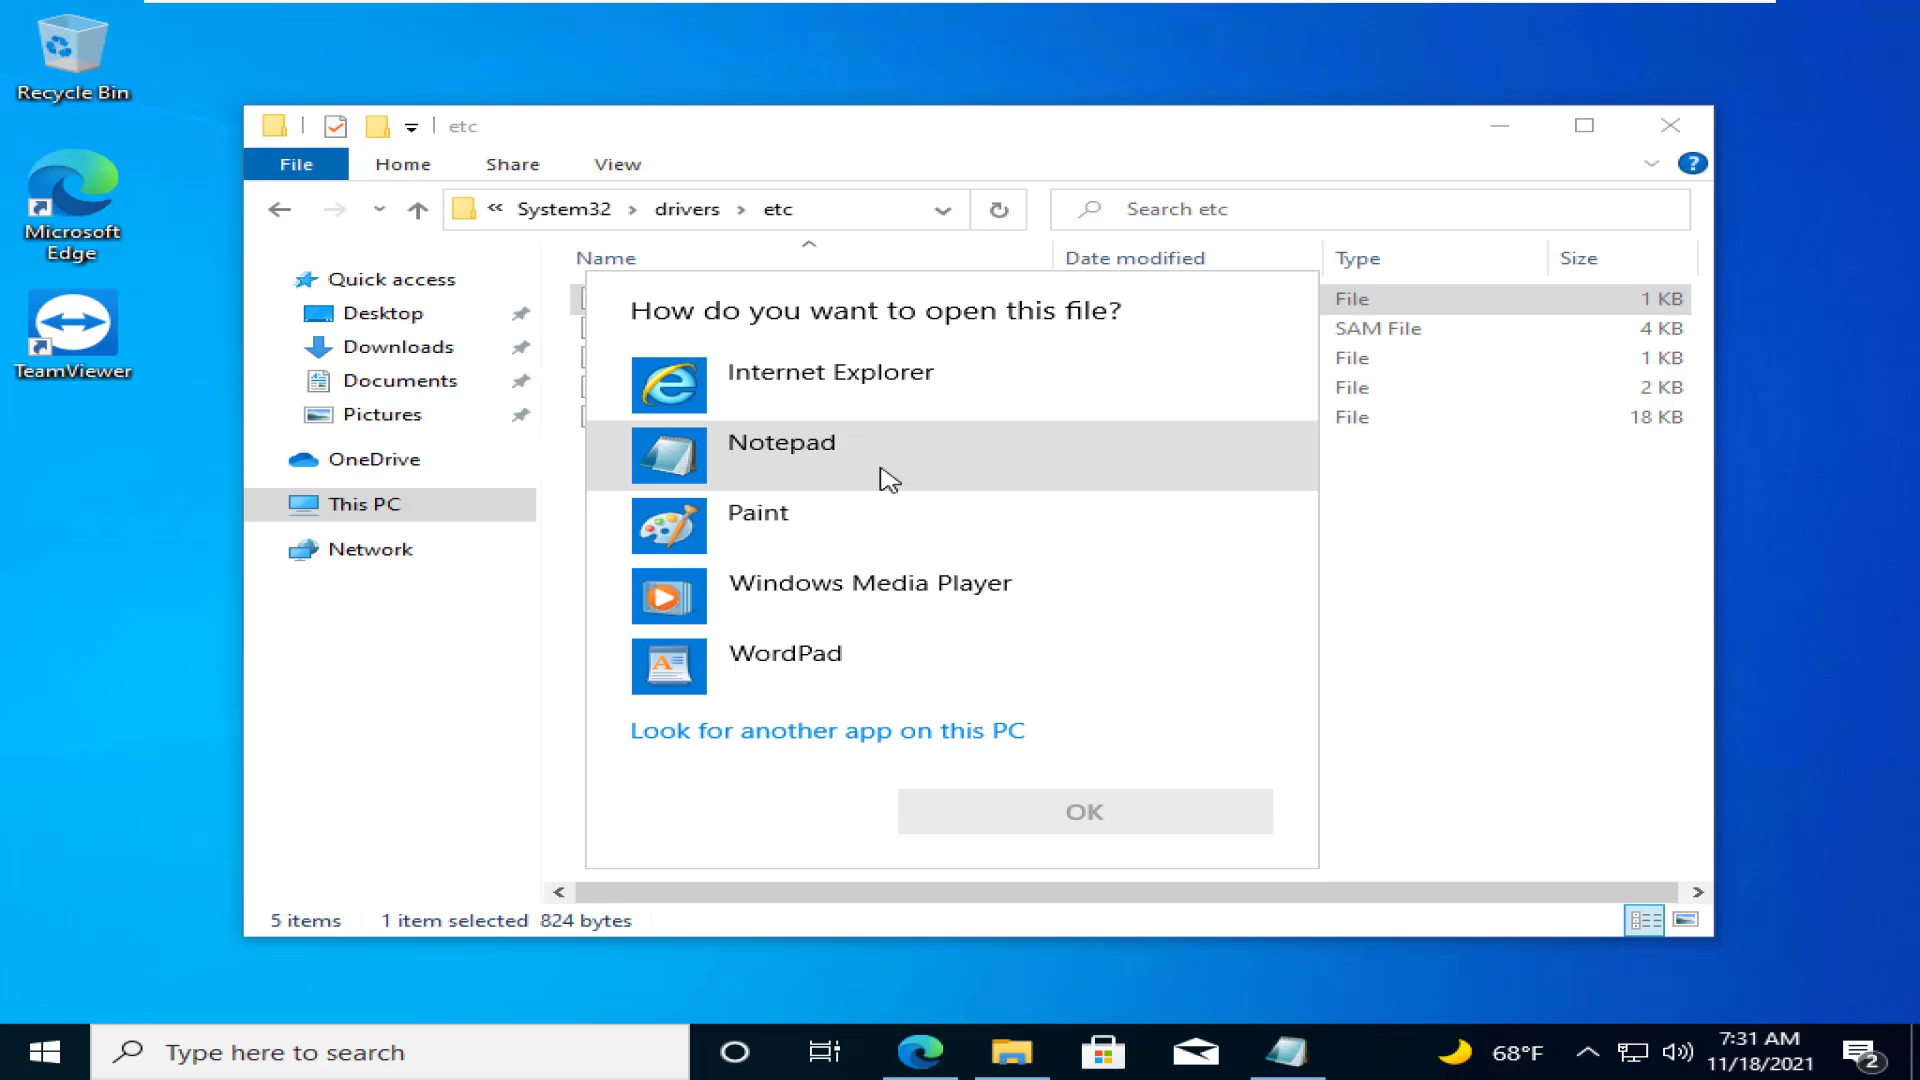 Recycle Bin
Microsoft
Edge
TeamViewer
etc
File Home Share View
« System32 › drivers › etc
Search etc
Name Date modified Type Size
Quick access
Desktop
Downloads
Documents
Pictures
OneDrive
This PC
Network
How do you want to open this file?
Internet Explorer
Notepad
Paint
Windows Media Player
WordPad
Look for another app on this PC
OK
File 1 KB
SAM File 4 KB
File 1 KB
File 2 KB
File 18 KB
5 items 1 item selected 824 bytes
Type here to search
68°F
7:31 AM
11/18/2021
2